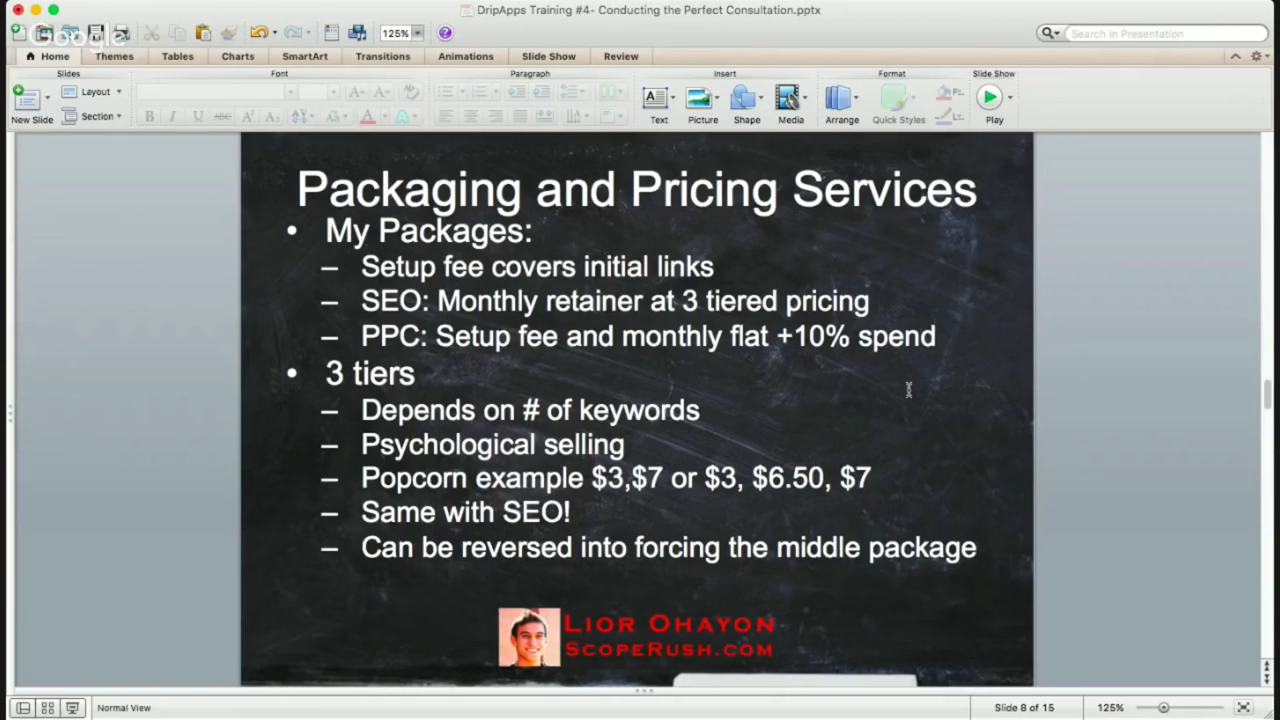 DripApps Training #4- Conducting the Perfect Consultation.pptx
Google
125%
Search in Presentation
Home Themes Tables Charts SmartArt Transitions Animations Slide Show Review
Slides Font Paragraph Insert Format Slide Show
Layout
New Slide Section
Text Picture Shape Media Arrange Quick Styles Play
Packaging and Pricing Services
• My Packages:
– Setup fee covers initial links
– SEO: Monthly retainer at 3 tiered pricing
– PPC: Setup fee and monthly flat +10% spend
• 3 tiers
– Depends on # of keywords
– Psychological selling
– Popcorn example $3,$7 or $3, $6.50, $7
– Same with SEO!
– Can be reversed into forcing the middle package
Lior Ohayon
ScopeRush.com
Normal View Slide 8 of 15 125%